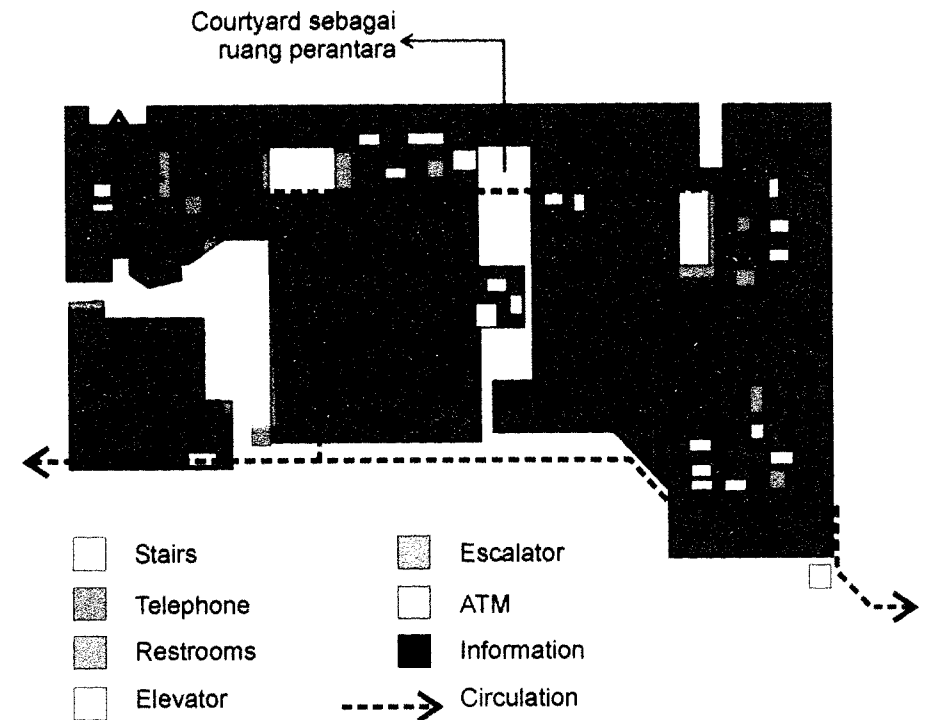 Courtyard sebagai
ruang perantara
Stairs
Telephone
Restrooms
Elevator
Escalator
ATM
Information
Circulation